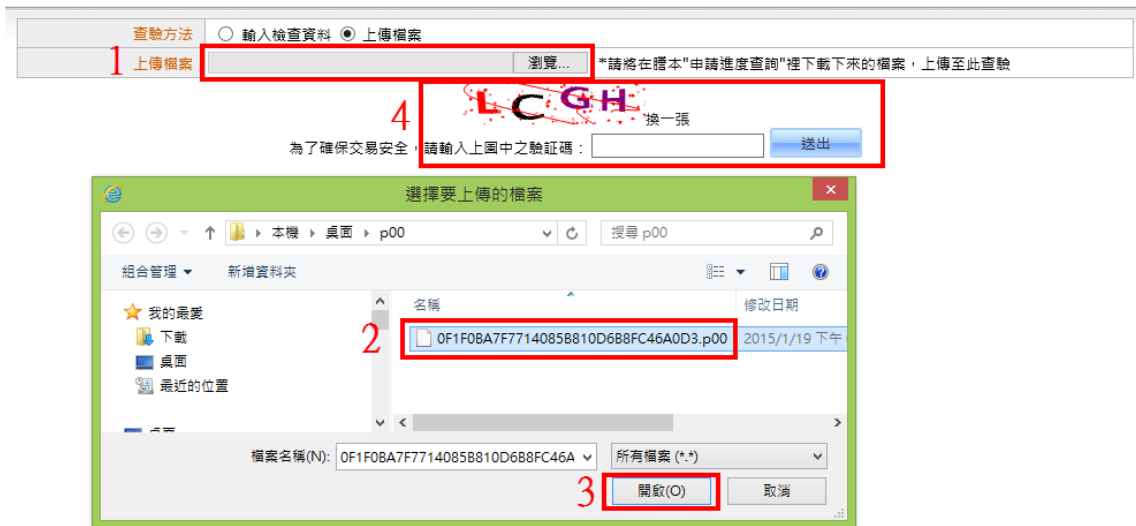 查驗方法 ○ 輸入檢查資料 ◉ 上傳檔案
1 上傳檔案 瀏覽... *請將在謄本"申請進度查詢"裡下載下來的檔案，上傳至此查驗
4 LCGH 換一張
為了確保交易安全，請輸入上圖中之驗証碼： 送出
選擇要上傳的檔案
本機 ▸ 桌面 ▸ p00 搜尋 p00
組合管理 ▼ 新增資料夾
我的最愛 名稱 修改日期
下載 2 0F1F0BA7F7714085B810D6B8FC46A0D3.p00 2015/1/19 下午
桌面
最近的位置
桌面
檔案名稱(N): 0F1F0BA7F7714085B810D6B8FC46A 所有檔案 (*.*)
3 開啟(O) 取消